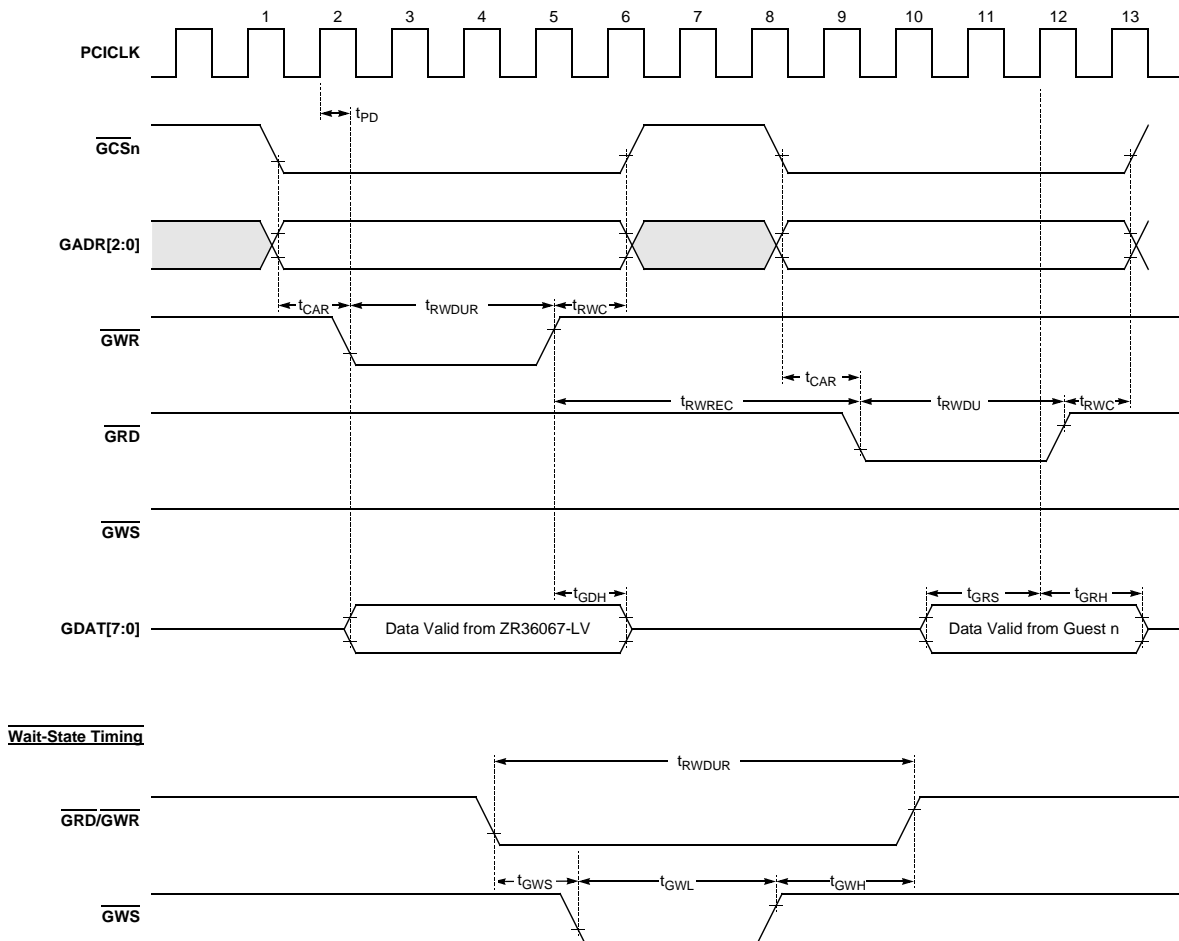 1 2 3 4 5 6 7 8 9 10 11 12 13
PCICLK
tPD
GCSn
GADR[2:0]
tCAR tRWDUR tRWC
GWR
tCAR
tRWREC tRWDU tRWC
GRD
GWS
tGDH tGRS tGRH
GDAT[7:0] Data Valid from ZR36067-LV Data Valid from Guest n
Wait-State Timing
tRWDUR
GRD/GWR
tGWS tGWL tGWH
GWS